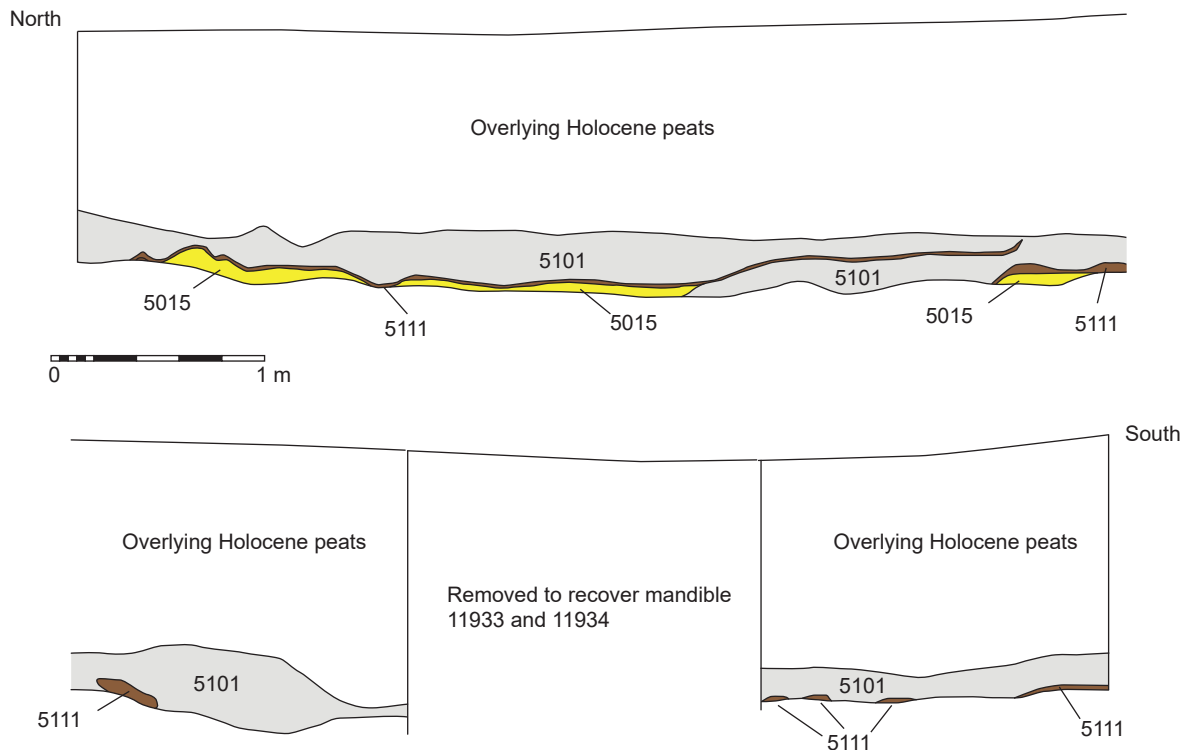 North
Overlying Holocene peats
5101
5101
5015
5111
5015
5015
5111
0 1 m
South
Overlying Holocene peats
Overlying Holocene peats
Removed to recover mandible
11933 and 11934
5101
5101
5111
5111
5111